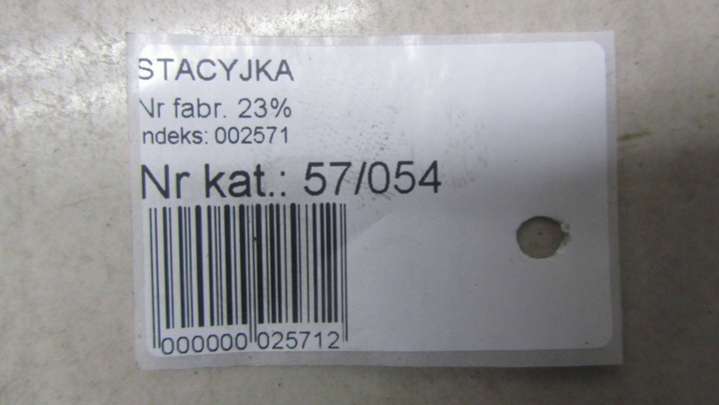 STACYJKA
Nr fabr. 23%
ndeks: 002571
Nr kat.: 57/054
000000 025712